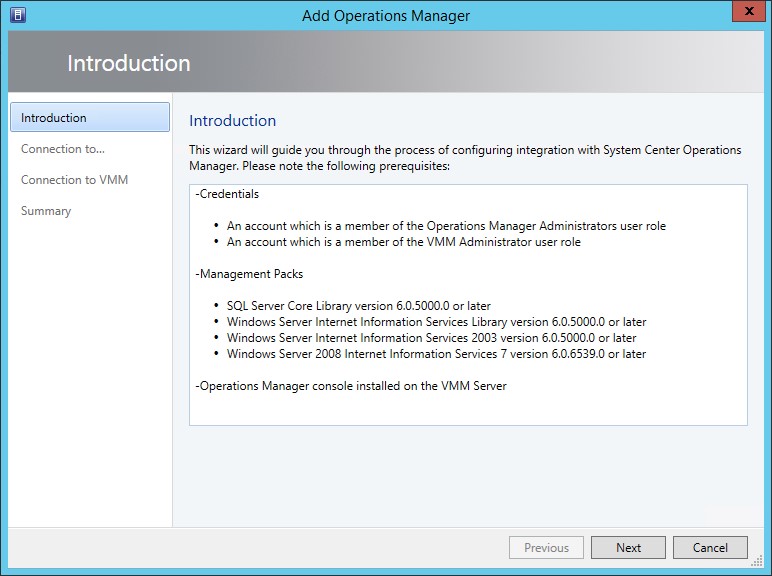 Add Operations Manager
x
Introduction
Introduction
Connection to...
Connection to VMM
Summary
Introduction
This wizard will guide you through the process of configuring integration with System Center Operations
Manager. Please note the following prerequisites:
-Credentials
• An account which is a member of the Operations Manager Administrators user role
• An account which is a member of the VMM Administrator user role
-Management Packs
• SQL Server Core Library version 6.0.5000.0 or later
• Windows Server Internet Information Services Library version 6.0.5000.0 or later
• Windows Server Internet Information Services 2003 version 6.0.5000.0 or later
• Windows Server 2008 Internet Information Services 7 version 6.0.6539.0 or later
-Operations Manager console installed on the VMM Server
Previous
Next
Cancel